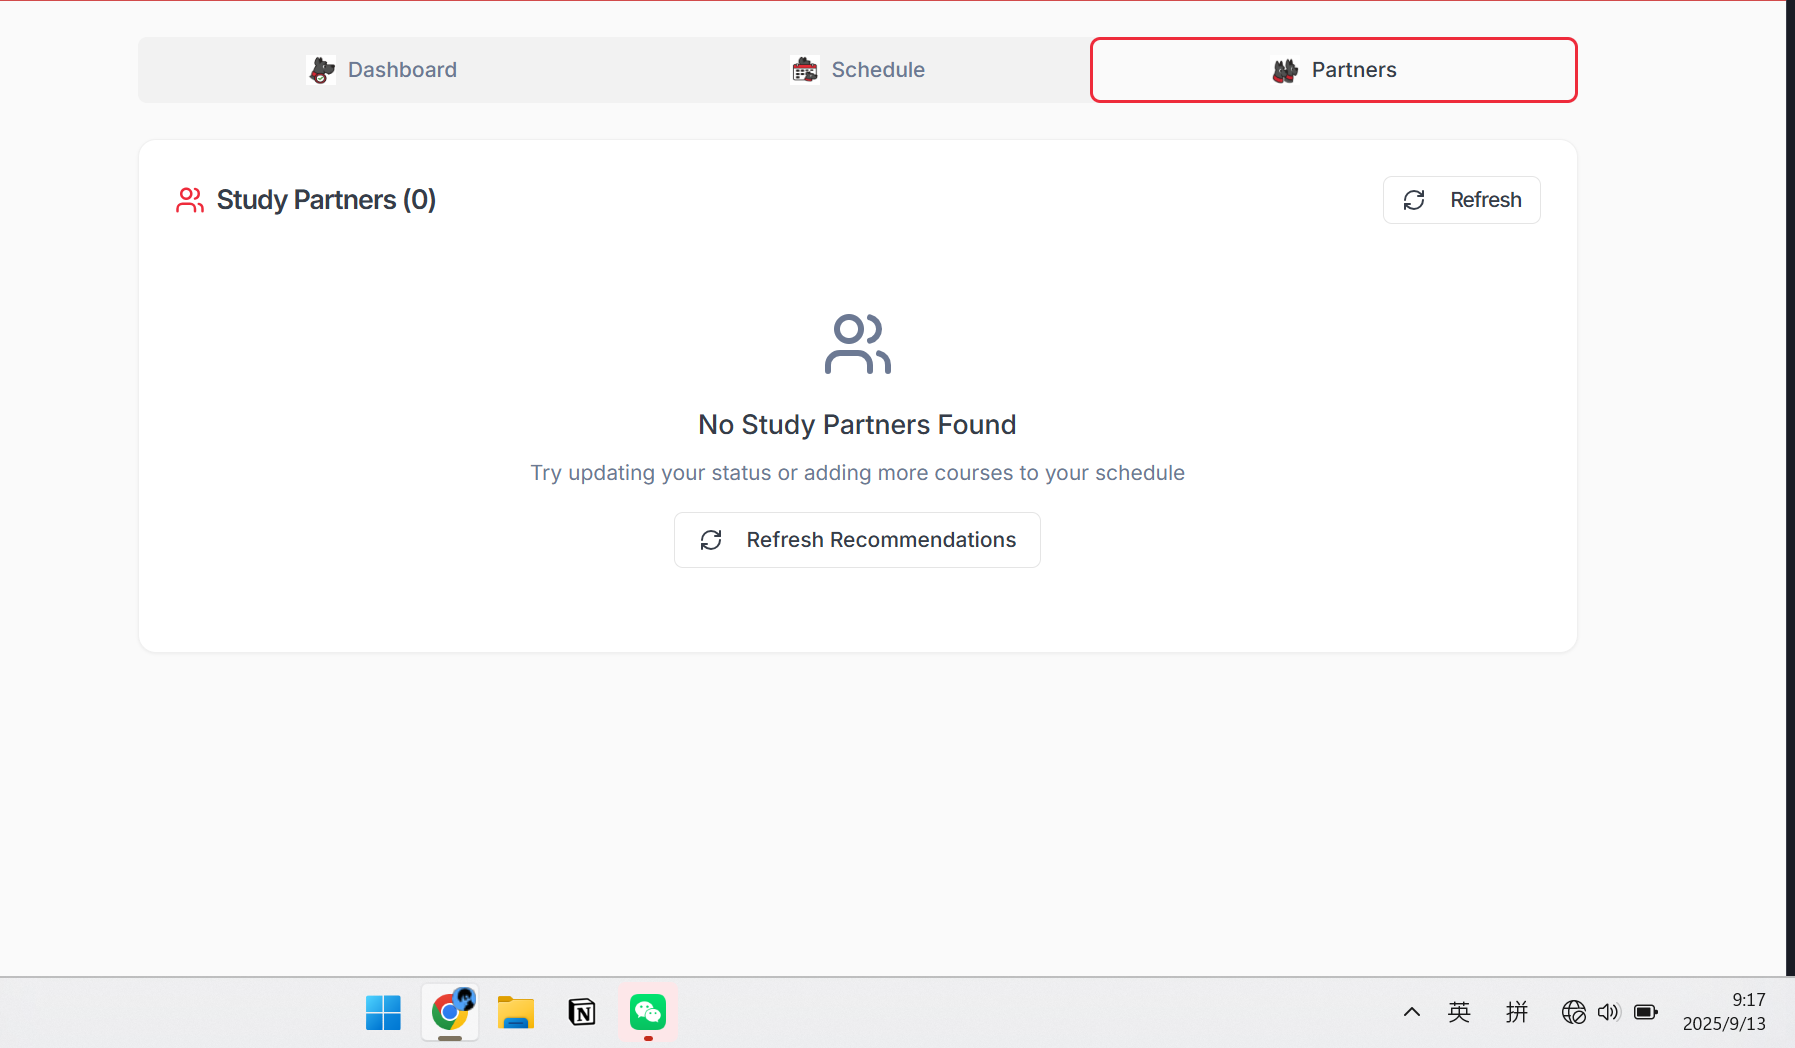 Dashboard
Schedule
Partners
Study Partners (0)
Refresh
No Study Partners Found
Try updating your status or adding more courses to your schedule
Refresh Recommendations
N
英
拼
9:17
2025/9/13